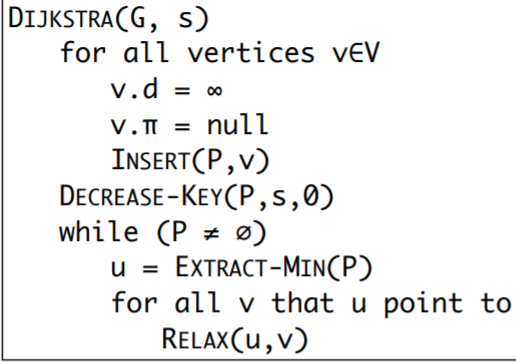 DIJKSTRA(G, s)
for all vertices v∈V
v.d = ∞
v.π = null
INSERT(P,v)
DECREASE-KEY(P,s,0)
while (P ≠ ∅)
u = EXTRACT-MIN(P)
for all v that u point to
RELAX(u,v)